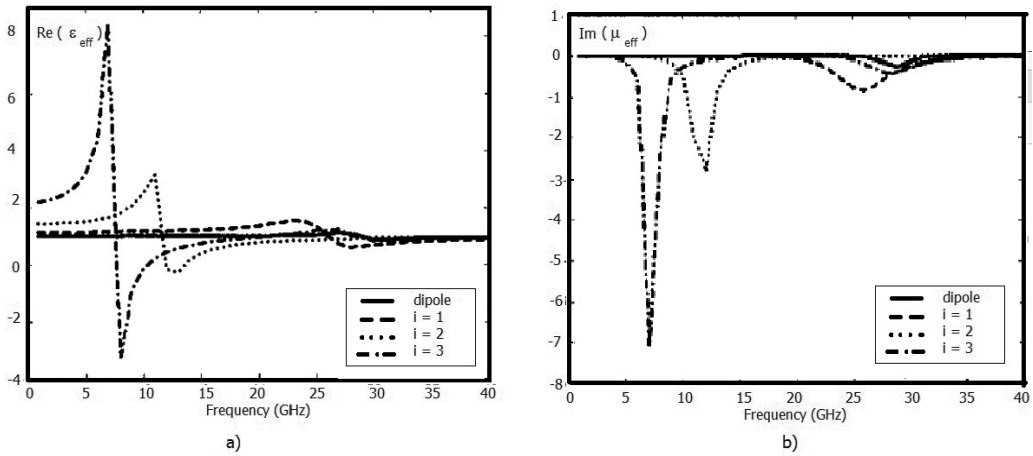 Re ( ε eff )
8
6
4
2
0
-2
-4
0 5 10 15 20 25 30 35 40
Frequency (GHz)
dipole
i = 1
i = 2
i = 3
a)
Im ( μ eff )
1
0
-1
-2
-3
-4
-5
-6
-7
-8
0 5 10 15 20 25 30 35 40
Frequency (GHz)
dipole
i = 1
i = 2
i = 3
b)